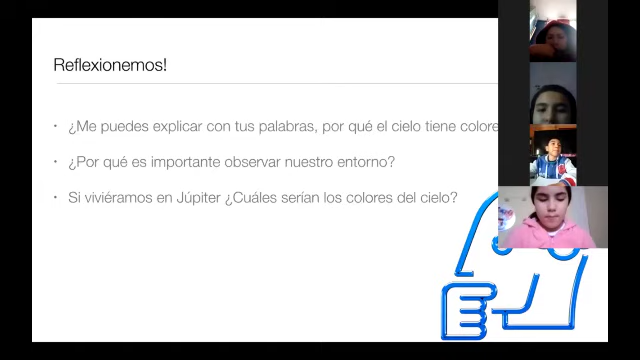 Reflexionemos!
• ¿Me puedes explicar con tus palabras, por qué el cielo tiene colore
• ¿Por qué es importante observar nuestro entorno?
• Si viviéramos en Júpiter ¿Cuáles serían los colores del cielo?